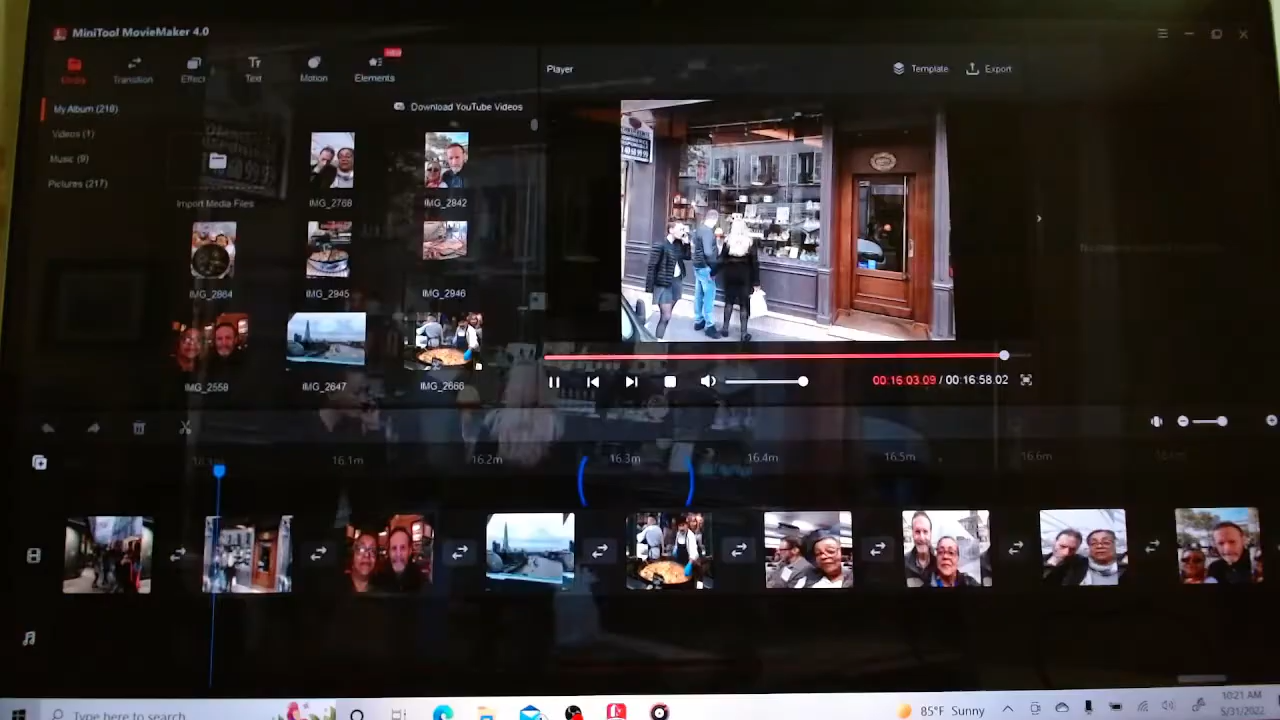 MiniTool MovieMaker 4.0
Media
Transition
Effect
Text
Motion
Elements
Player
Template
Export
My Album (218)
Videos (1)
Music (9)
Pictures (217)
Download YouTube Videos
Import Media Files
IMG_2768
IMG_2842
IMG_2864
IMG_2945
IMG_2946
IMG_2558
IMG_2647
IMG_2666
00:16:03.09 / 00:16:58.02
16.1m
16.2m
16.3m
16.4m
16.5m
16.6m
Type here to search
85°F Sunny
10:21 AM
5/31/2022